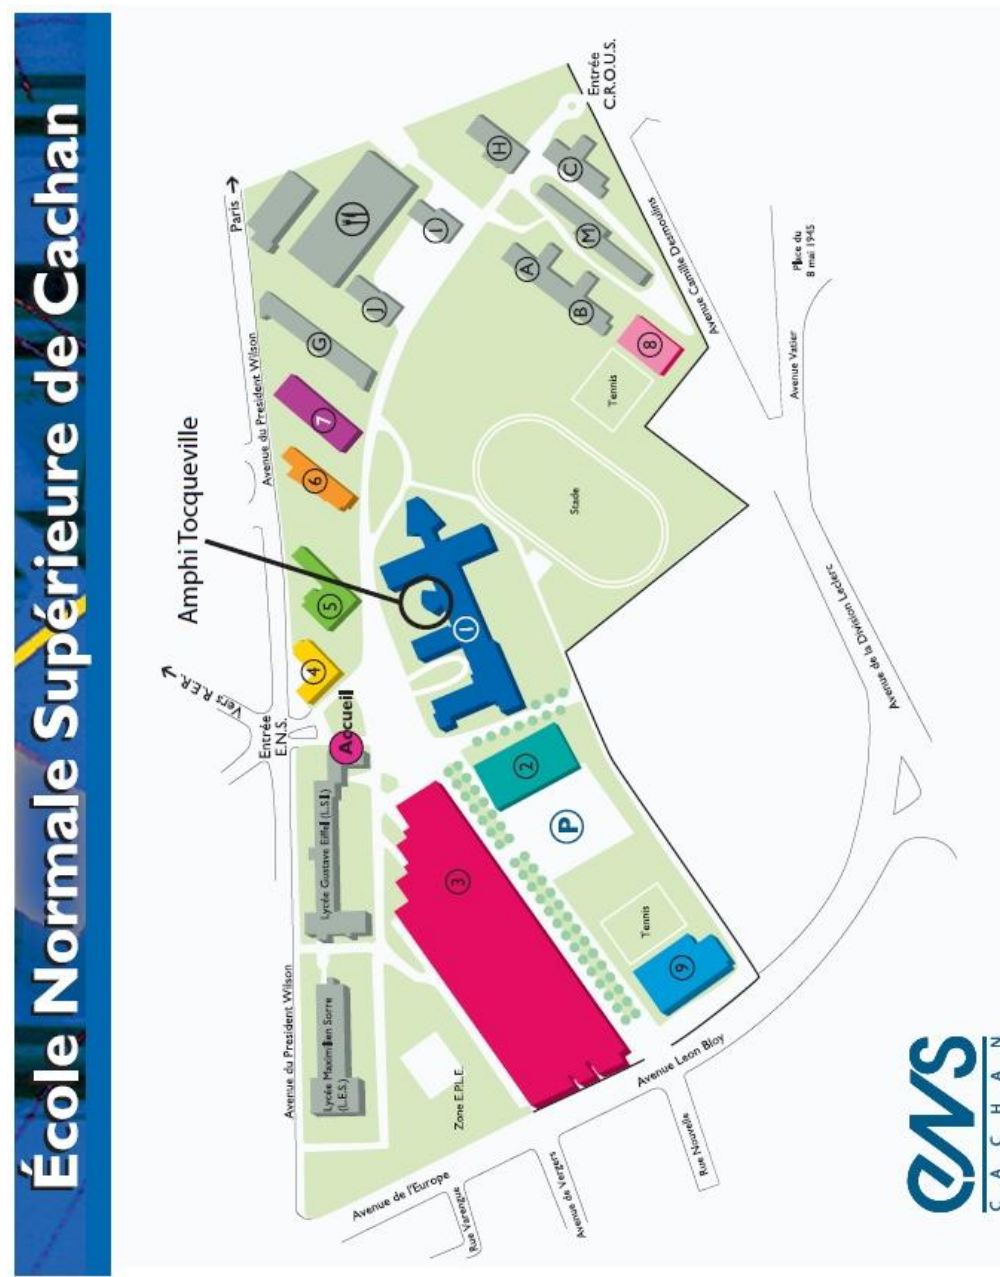 École Normale Supérieure de Cachan
Paris →
Avenue du President Wilson
Amphi Tocqueville
Vers R.E.R. →
Entrée
E.N.S.
Accueil
Avenue du President Wilson
Lycée Gustave Eiffel (L.S.I.)
Lycée Maximilien Sorre
(L.E.S.)
Zone E.P.L.E.
Avenue de l'Europe
Rue Varengue
Avenue de Vergers
Rue Nouvelle
Avenue Leon Bloy
Entrée
C.R.O.U.S.
Avenue Camille Desmoulins
Place du
8 mai 1945
Avenue Vatier
Avenue de la Division Leclerc
Tennis
Stade
Tennis
P
1
2
3
4
5
6
7
8
9
A
B
C
G
H
I
J
M
ENS
CACHAN